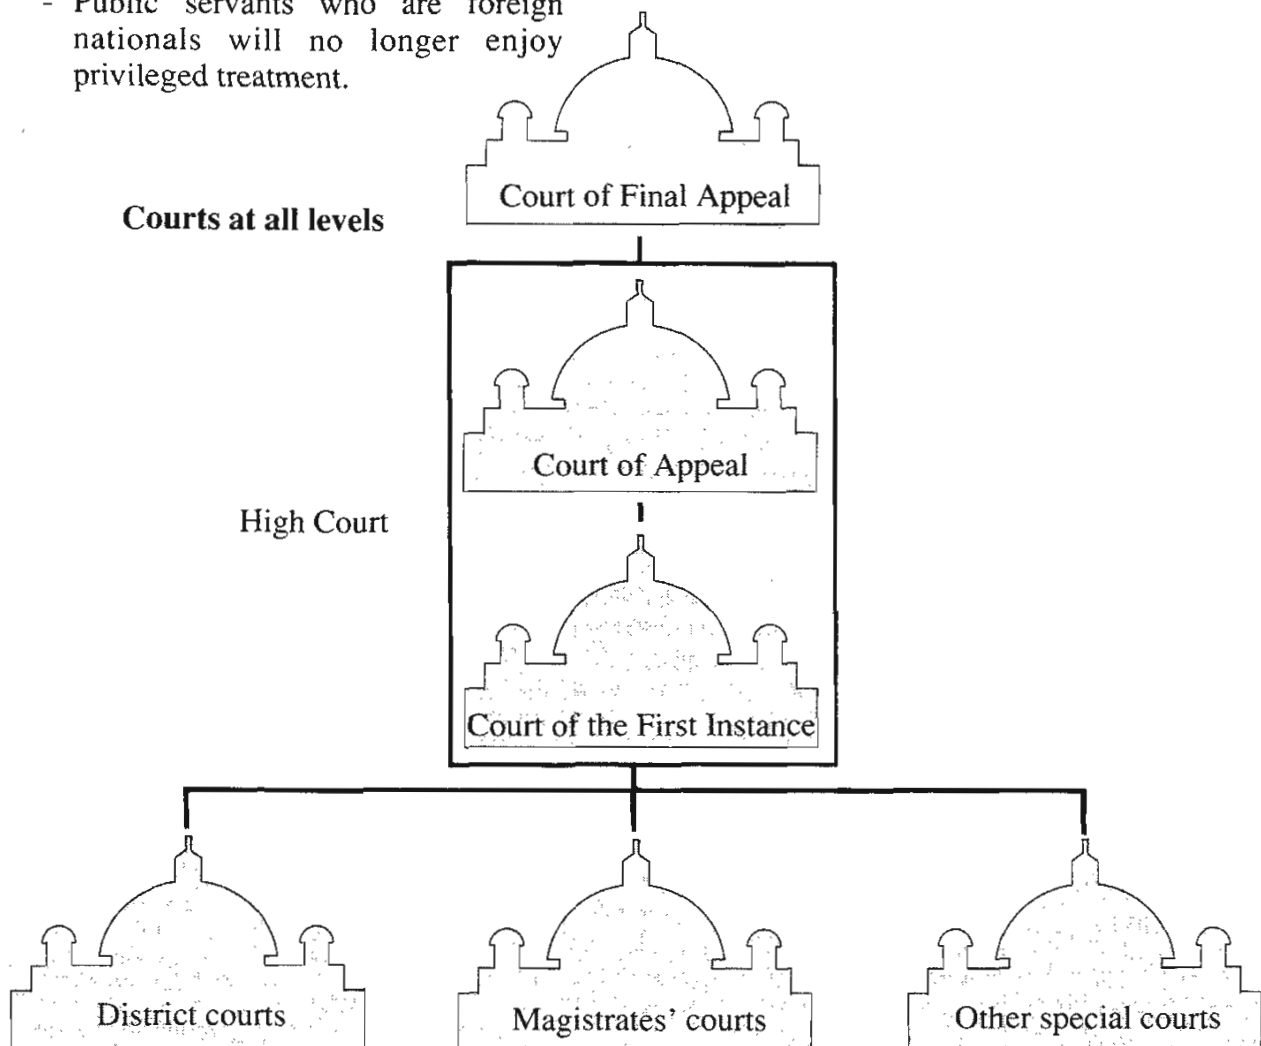 - Public servants who are foreign
nationals will no longer enjoy
privileged treatment.
Court of Final Appeal
Courts at all levels
Court of Appeal
High Court
Court of the First Instance
District courts
Magistrates' courts
Other special courts